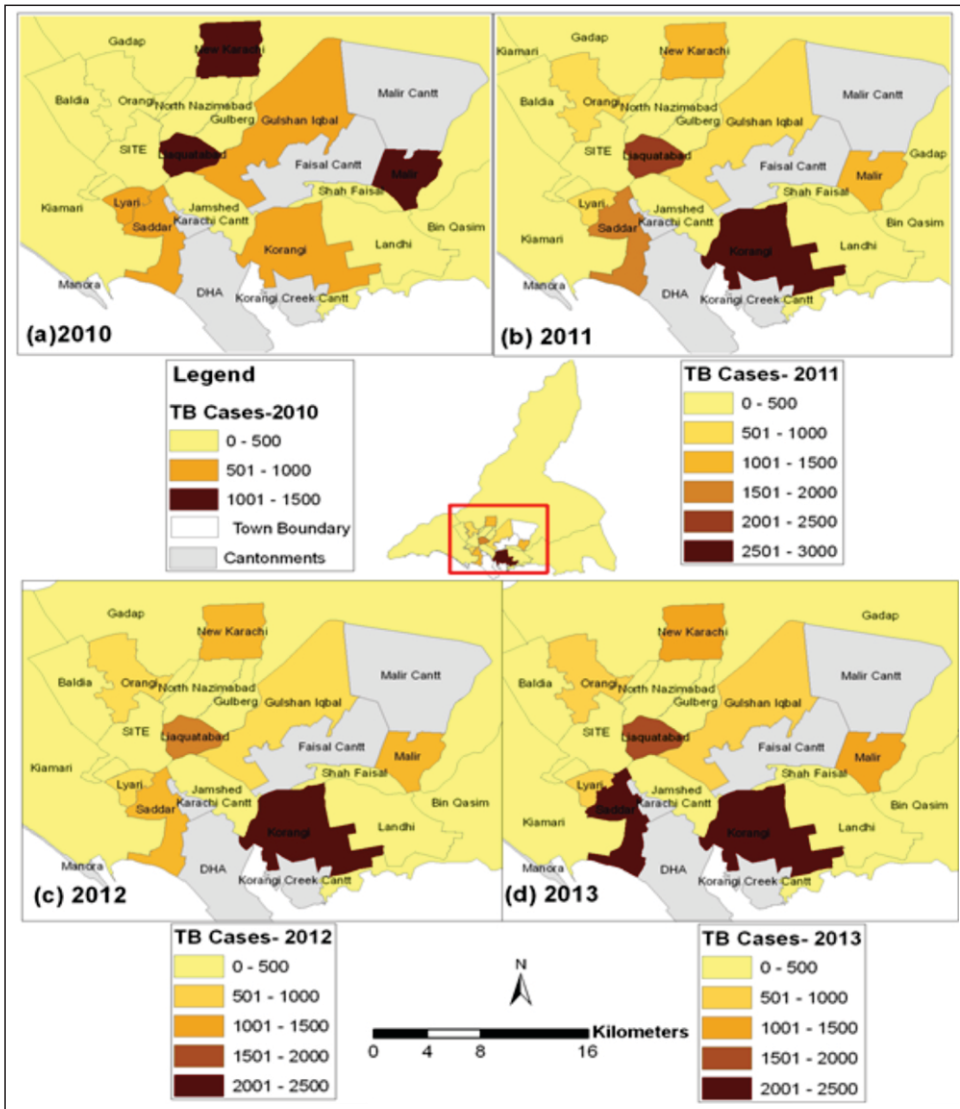 Gadap
New Karachi
Malir Cantt
Baldia
Orangi
North Nazimabad
Gulberg
Gulshan Iqbal
SITE
Liaquatabad
Faisal Cantt
Malir
Shah Faisal
Kiamari
Lyari
Jamshed
Saddar
Karachi Cantt
Bin Qasim
Korangi
Landhi
Manora
DHA
Korangi Creek Cantt
(a)2010
Kiamari
Gadap
New Karachi
Malir Cantt
Baldia
Orangi
North Nazimabad
Gulberg
Gulshan Iqbal
SITE
Liaquatabad
Faisal Cantt
Gadap
Malir
Shah Faisal
Lyari
Jamshed
Saddar
Karachi Cantt
Bin Qasim
Kiamari
Korangi
Landhi
Manora
DHA
Korangi Creek Cantt
(b) 2011
Legend
TB Cases-2010
0 - 500
501 - 1000
1001 - 1500
Town Boundary
Cantonments
TB Cases- 2011
0 - 500
501 - 1000
1001 - 1500
1501 - 2000
2001 - 2500
2501 - 3000
Gadap
New Karachi
Malir Cantt
Baldia
Orangi
North Nazimabad
Gulberg
Gulshan Iqbal
SITE
Liaquatabad
Faisal Cantt
Malir
Kiamari
Shah Faisal
Lyari
Jamshed
Saddar
Karachi Cantt
Bin Qasim
Korangi
Landhi
Manora
DHA
Korangi Creek Cantt
(c) 2012
Gadap
New Karachi
Malir Cantt
Baldia
Orangi
North Nazimabad
Gulberg
Gulshan Iqbal
SITE
Liaquatabad
Faisal Cantt
Malir
Shah Faisal
Lyari
Jamshed
Saddar
Karachi Cantt
Bin Qasim
Kiamari
Korangi
Landhi
Manora
DHA
Korangi Creek Cantt
(d) 2013
TB Cases- 2012
0 - 500
501 - 1000
1001 - 1500
1501 - 2000
2001 - 2500
N
Kilometers
0 4 8 16
TB Cases- 2013
0 - 500
501 - 1000
1001 - 1500
1501 - 2000
2001 - 2500